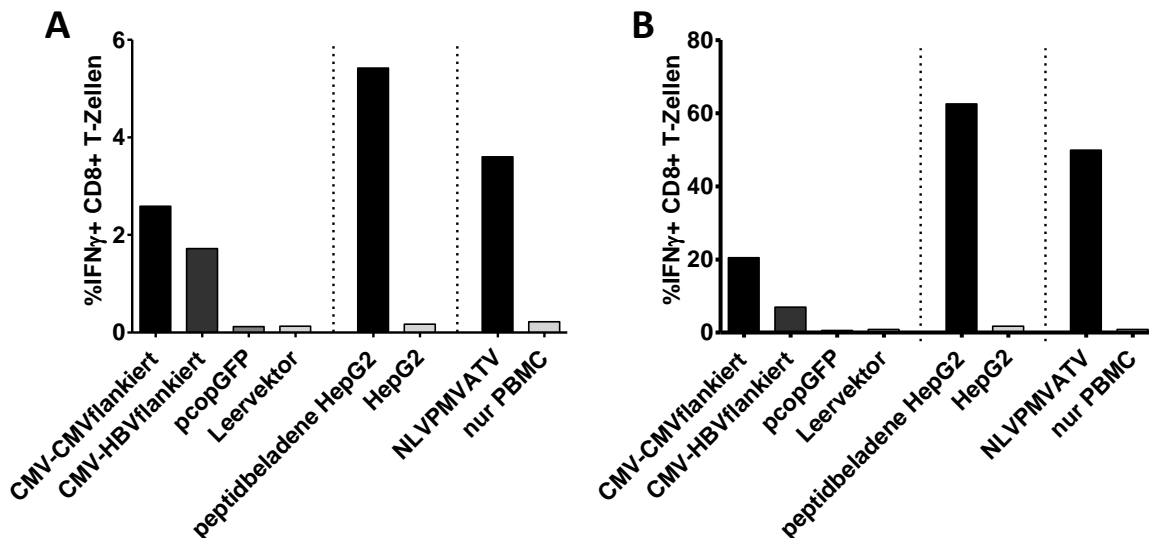 A
%IFNγ+ CD8+ T-Zellen
6
4
2
0
CMV-CMVflankiert
CMV-HBVflankiert
pcopGFP
Leervektor
peptidbeladene HepG2
HepG2
NLVPMVATV
nur PBMC
B
%IFNγ+ CD8+ T-Zellen
80
60
40
20
0
CMV-CMVflankiert
CMV-HBVflankiert
pcopGFP
Leervektor
peptidbeladene HepG2
HepG2
NLVPMVATV
nur PBMC